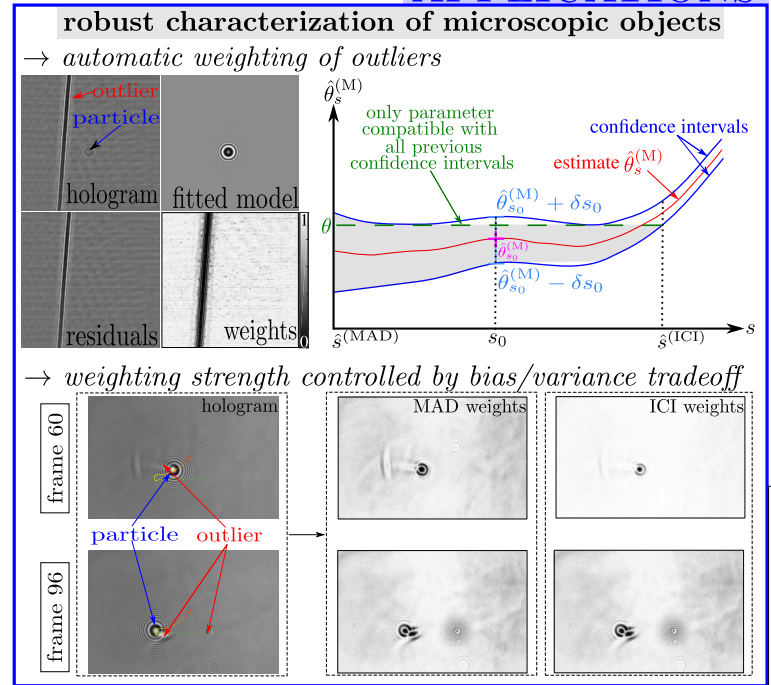 APPLICATIONS
robust characterization of microscopic objects
→ automatic weighting of outliers
outlier
particle
hologram
fitted model
residuals
weights
1
0
θ̂ₛ⁽ᴹ⁾
only parameter
compatible with
all previous
confidence intervals
confidence intervals
estimate θ̂ₛ⁽ᴹ⁾
θ̂ₛ₀⁽ᴹ⁾ + δs₀
θ
θ̂ₛ₀⁽ᴹ⁾
θ̂ₛ₀⁽ᴹ⁾ − δs₀
ŝ(MAD)
s₀
ŝ(ICI)
s
→ weighting strength controlled by bias/variance tradeoff
frame 60
hologram
MAD weights
ICI weights
particle
outlier
frame 96